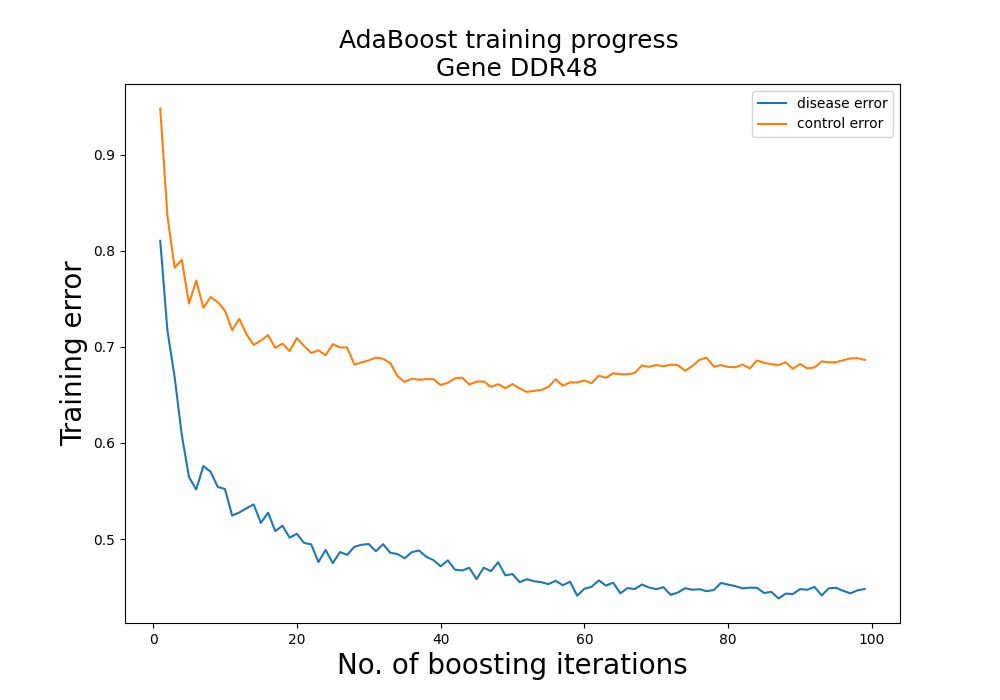 AdaBoost training progress
Gene DDR48
disease error
control error
Training error
0.9
0.8
0.7
0.6
0.5
0
20
40
60
80
100
No. of boosting iterations